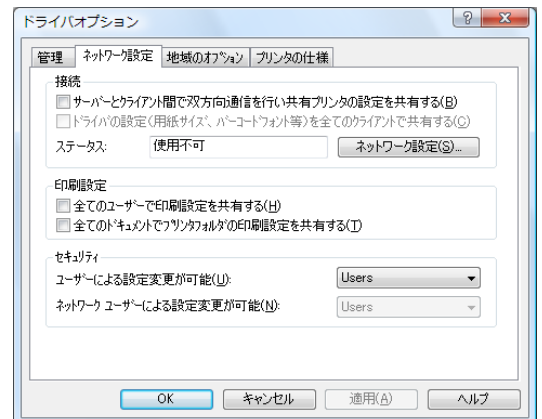 ドライバオプション
管理 ネットワーク設定 地域のオプション プリンタの仕様
接続
サーバーとクライアント間で双方向通信を行い共有プリンタの設定を共有する(B)
ドライバの設定(用紙サイズ、バーコードフォント等)を全てのクライアントで共有する(C)
ステータス: 使用不可 ネットワーク設定(S)...
印刷設定
全てのユーザーで印刷設定を共有する(H)
全てのドキュメントでプリンタフォルダの印刷設定を共有する(T)
セキュリティ
ユーザーによる設定変更が可能(U): Users
ネットワーク ユーザーによる設定変更が可能(N): Users
OK キャンセル 適用(A) ヘルプ